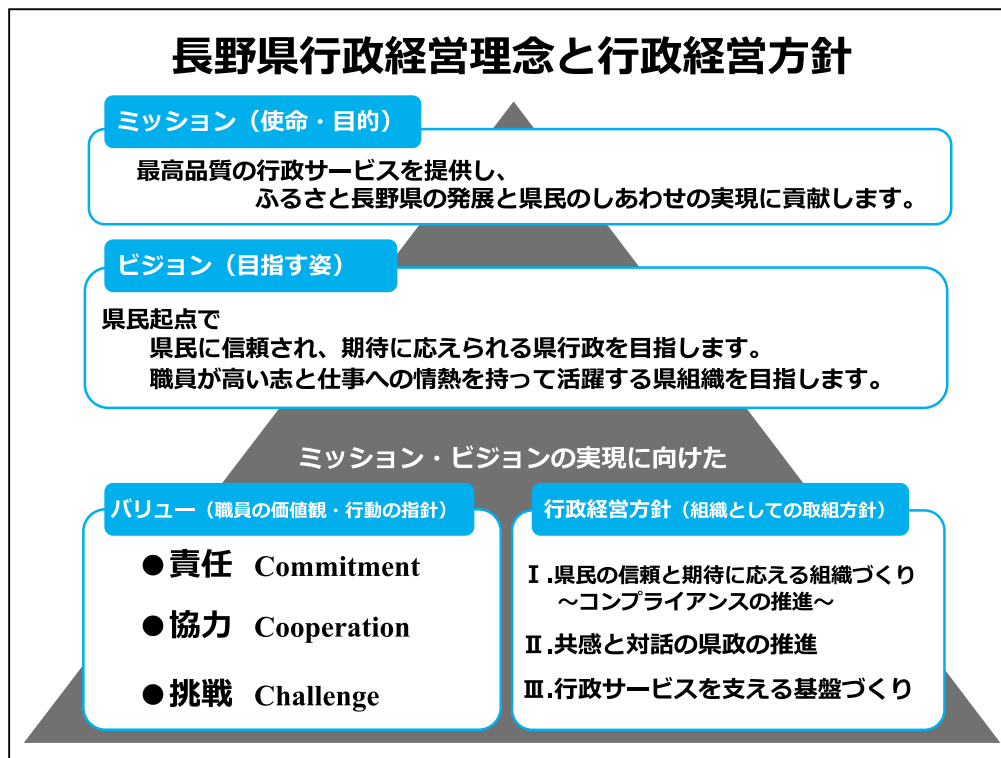 長野県行政経営理念と行政経営方針
ミッション（使命・目的）
最高品質の行政サービスを提供し、
ふるさと長野県の発展と県民のしあわせの実現に貢献します。
ビジョン（目指す姿）
県民起点で
県民に信頼され、期待に応えられる県行政を目指します。
職員が高い志と仕事への情熱を持って活躍する県組織を目指します。
ミッション・ビジョンの実現に向けた
バリュー（職員の価値観・行動の指針）
●責任 Commitment
●協力 Cooperation
●挑戦 Challenge
行政経営方針（組織としての取組方針）
Ⅰ.県民の信頼と期待に応える組織づくり
～コンプライアンスの推進～
Ⅱ.共感と対話の県政の推進
Ⅲ.行政サービスを支える基盤づくり